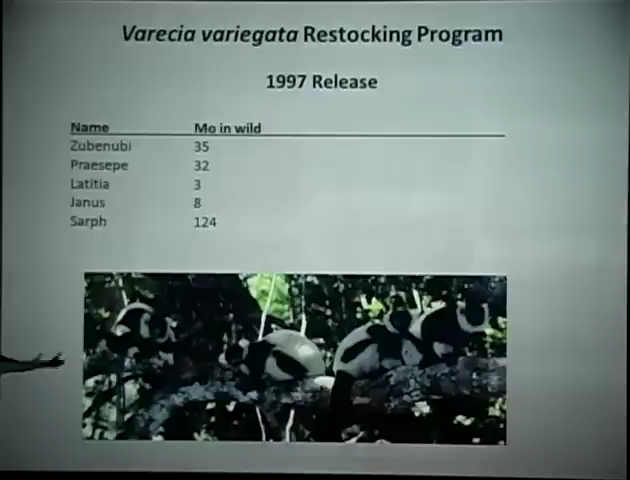 Varecia variegata Restocking Program
1997 Release
Name Mo in wild
Zubenubi 35
Praesepe 32
Latitia 3
Janus 8
Sarph 124